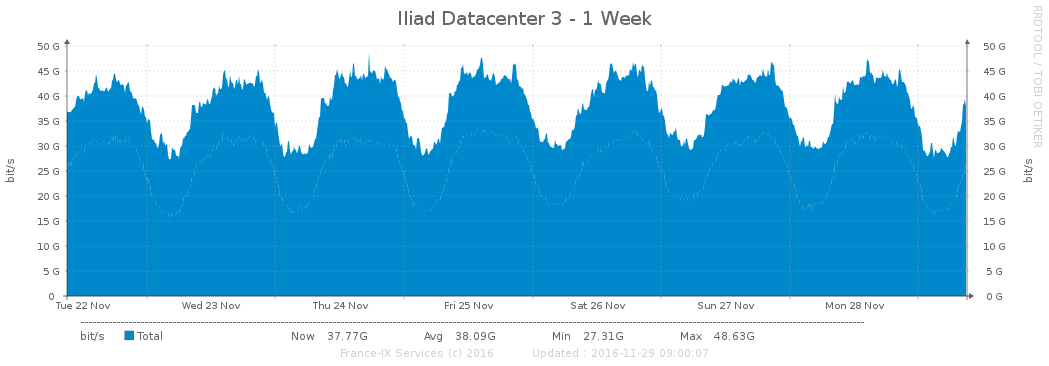 Iliad Datacenter 3 - 1 Week
RRDTOOL / TOBI OETIKER
50 G 50 G
45 G 45 G
40 G 40 G
35 G 35 G
30 G 30 G
25 G 25 G
20 G 20 G
15 G 15 G
10 G 10 G
5 G 5 G
0 0 G
bit/s bit/s
Tue 22 Nov Wed 23 Nov Thu 24 Nov Fri 25 Nov Sat 26 Nov Sun 27 Nov Mon 28 Nov
bit/s Total Now 37.77G Avg 38.09G Min 27.31G Max 48.63G
France-IX Services (c) 2016 Updated : 2016-11-29 09:00:07